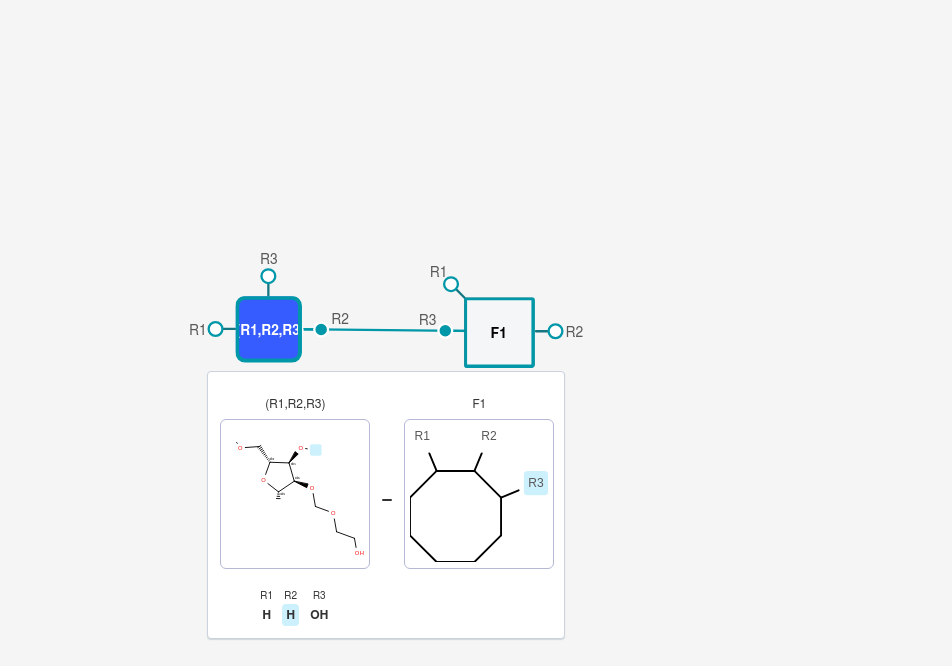 R3
R1
R1 R1,R2,R3 R2 R3 F1 R2
(R1,R2,R3) F1
R1 R2
R3
O O
O O
O
OH
R1 R2 R3
H H OH